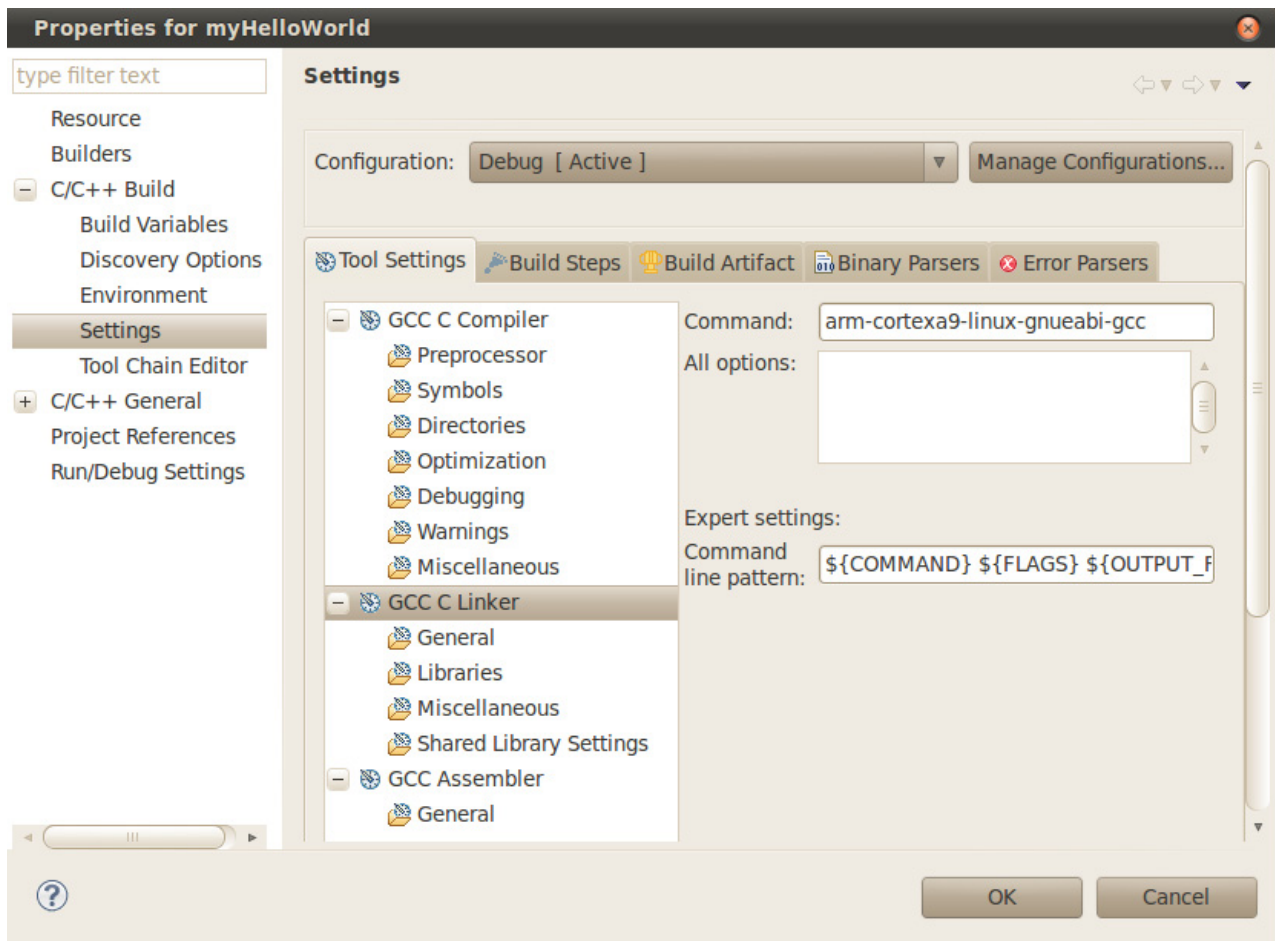 Properties for myHelloWorld
type filter text
Resource
Builders
C/C++ Build
Build Variables
Discovery Options
Environment
Settings
Tool Chain Editor
C/C++ General
Project References
Run/Debug Settings
Settings
Configuration: Debug [ Active ] Manage Configurations...
Tool Settings Build Steps Build Artifact Binary Parsers Error Parsers
GCC C Compiler
Preprocessor
Symbols
Directories
Optimization
Debugging
Warnings
Miscellaneous
GCC C Linker
General
Libraries
Miscellaneous
Shared Library Settings
GCC Assembler
General
Command: arm-cortexa9-linux-gnueabi-gcc
All options:
Expert settings:
Command
line pattern: ${COMMAND} ${FLAGS} ${OUTPUT_F
OK Cancel